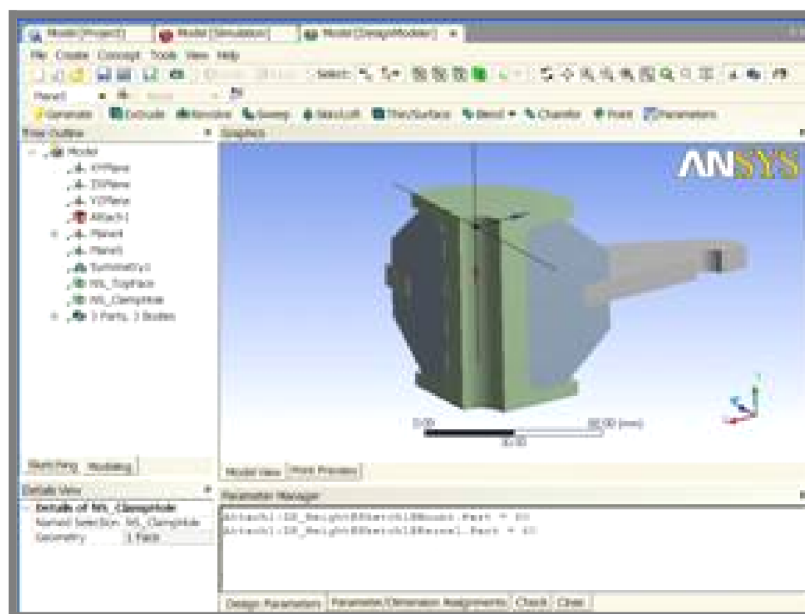 Model [Project] Model [Simulation] Model [DesignModeler]
File Create Concept Tools View Help
Select:
Plane5
Generate Extrude Revolve Sweep Skin/Loft Thin/Surface Blend Chamfer Point Parameters
Tree Outline
Graphics
Model
XYPlane
ZXPlane
YZPlane
Attach1
Plane4
Plane5
Symmetry1
NS_TopFace
NS_ClampHole
3 Parts, 3 Bodies
ANSYS
0.00 60.00 (mm)
30.00
Sketching Modeling
Model View Print Preview
Details View
Details of NS_ClampHole
Named Selection NS_ClampHole
Geometry 1 Face
Parameter Manager
Design Parameters Parameter/Dimension Assignments Check Close